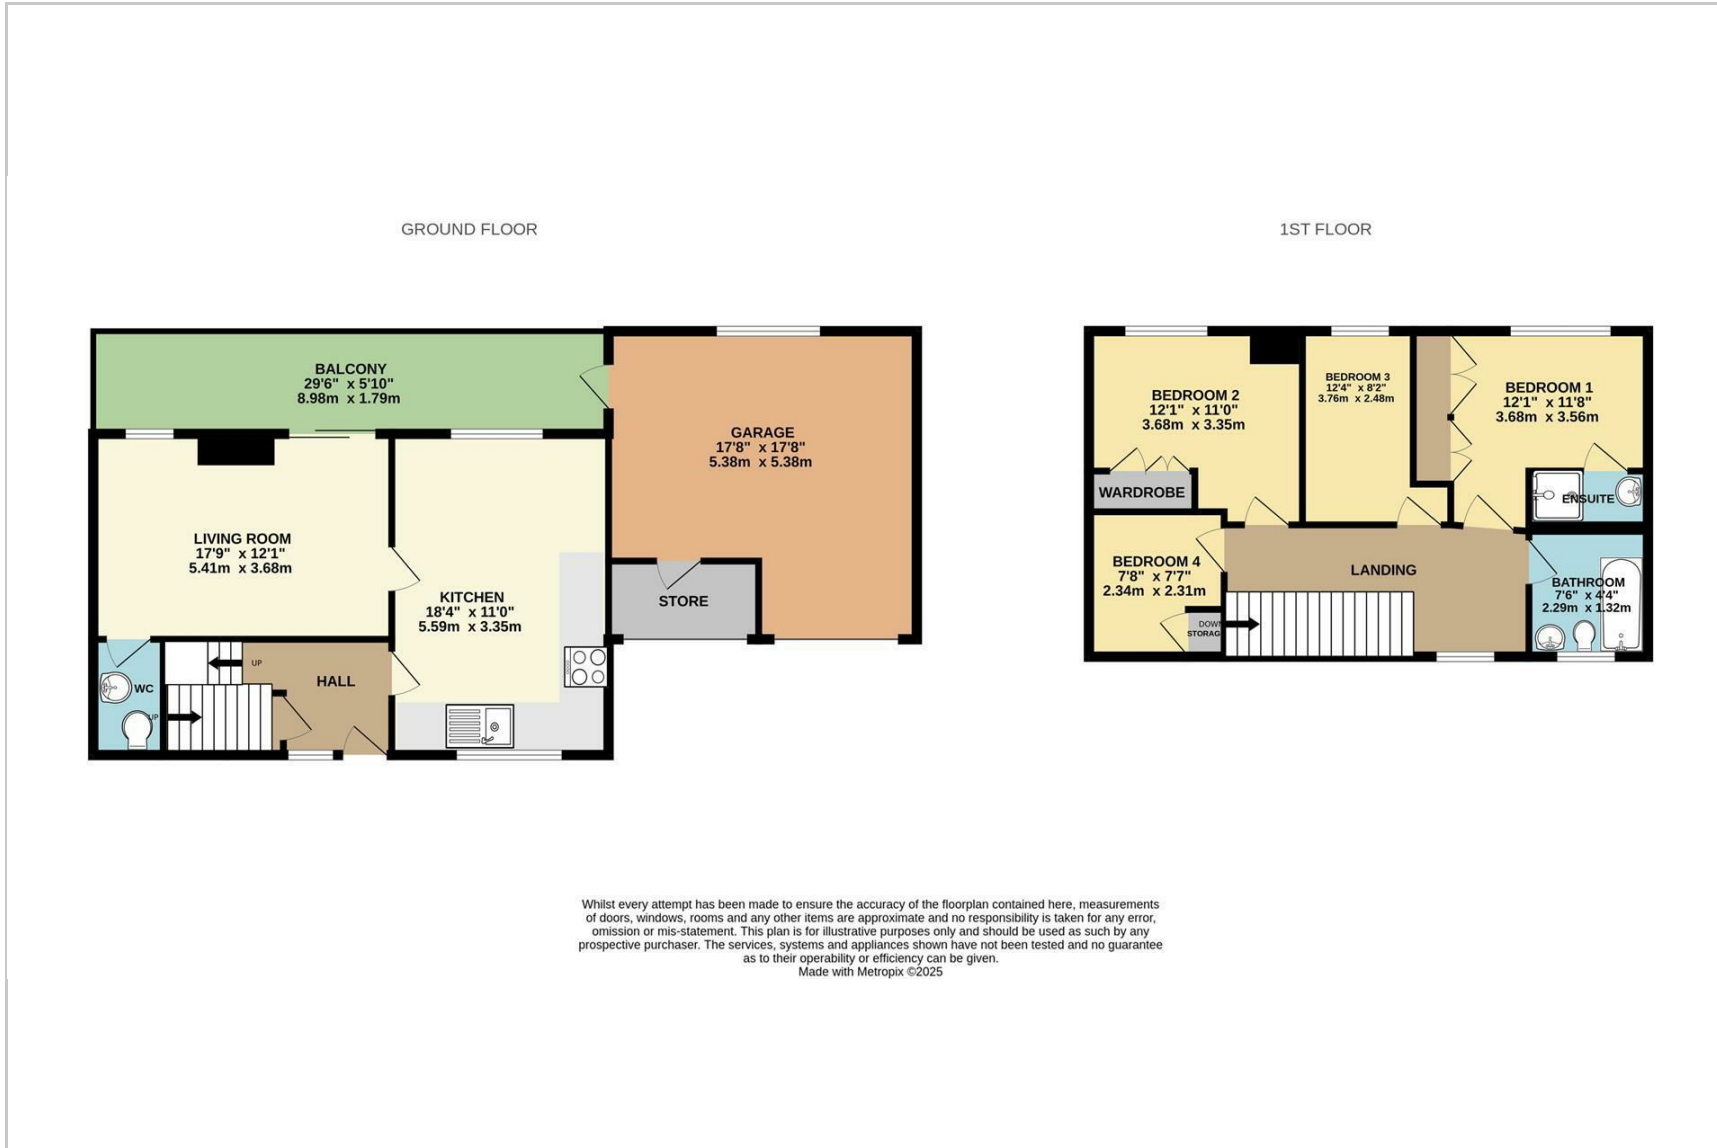 GROUND FLOOR
BALCONY
29'6" x 5'10"
8.98m x 1.79m
GARAGE
17'8" x 17'8"
5.38m x 5.38m
LIVING ROOM
17'9" x 12'1"
5.41m x 3.68m
KITCHEN
18'4" x 11'0"
5.59m x 3.35m
STORE
UP
HALL
WC
UP
1ST FLOOR
BEDROOM 2
12'1" x 11'0"
3.68m x 3.35m
BEDROOM 3
12'4" x 8'2"
3.76m x 2.48m
BEDROOM 1
12'1" x 11'8"
3.68m x 3.56m
WARDROBE
ENSUITE
BEDROOM 4
7'8" x 7'7"
2.34m x 2.31m
LANDING
BATHROOM
7'6" x 4'4"
2.29m x 1.32m
DOWN
STORAGE
Whilst every attempt has been made to ensure the accuracy of the floorplan contained here, measurements
of doors, windows, rooms and any other items are approximate and no responsibility is taken for any error,
omission or mis-statement. This plan is for illustrative purposes only and should be used as such by any
prospective purchaser. The services, systems and appliances shown have not been tested and no guarantee
as to their operability or efficiency can be given.
Made with Metropix ©2025